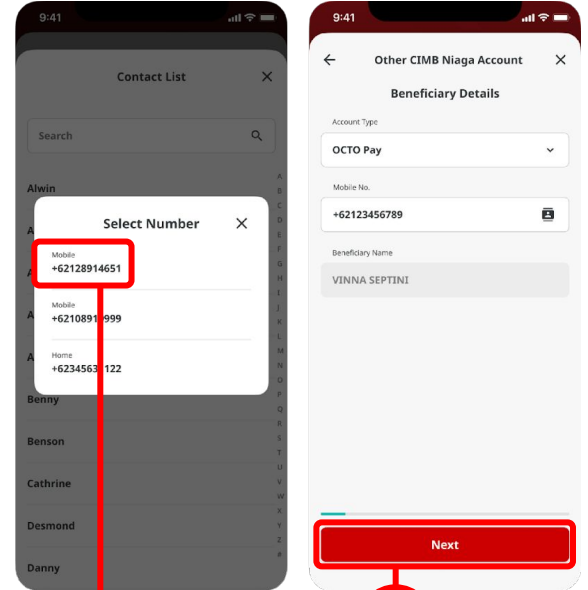 9:41
Contact List
Search
Alwin
A
B
C
D
E
F
G
H
I
J
K
L
M
N
O
P
Q
R
S
T
U
V
W
X
Y
Z
#
Select Number
Mobile
+62128914651
Mobile
Home
Benny
Benson
Cathrine
Desmond
Danny
9:41
Other CIMB Niaga Account
Beneficiary Details
Account Type
OCTO Pay
Mobile No.
+62123456789
Beneficiary Name
VINNA SEPTINI
Next